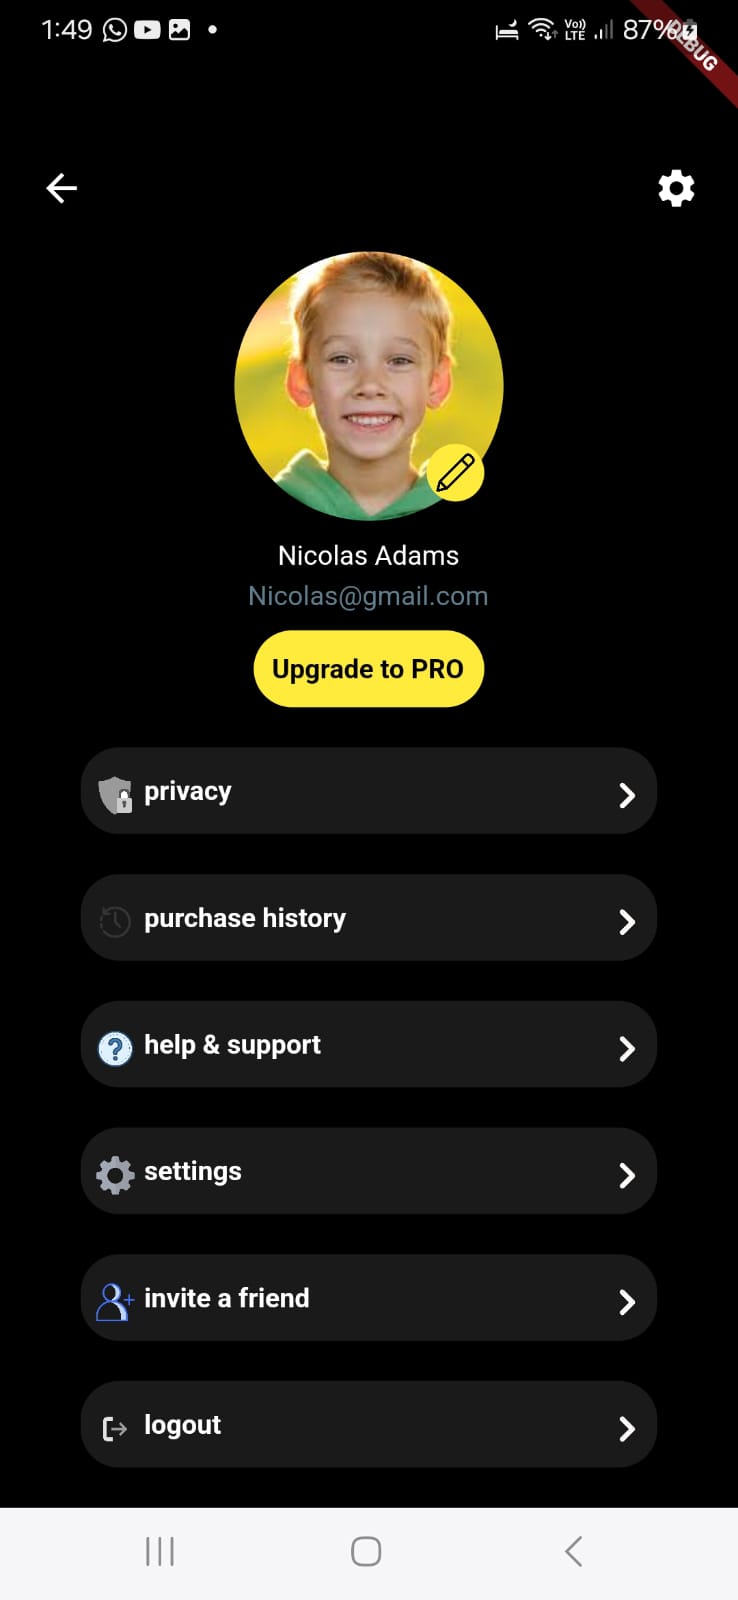 1:49
Vo))
LTE
87%
DEBUG
Nicolas Adams
Nicolas@gmail.com
Upgrade to PRO
privacy
purchase history
?
help & support
settings
invite a friend
logout